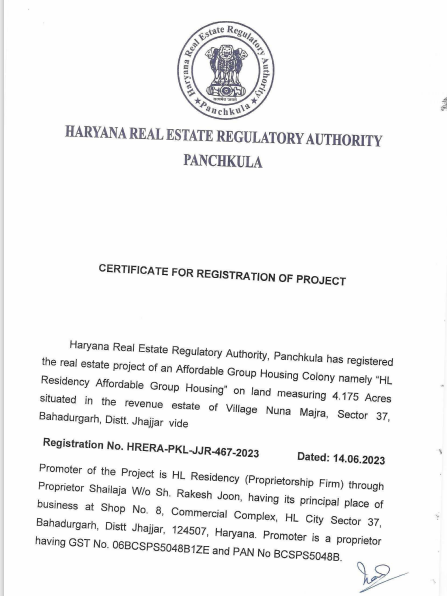 Haryana Real Estate Regulatory Authority
Panchkula
HARYANA REAL ESTATE REGULATORY AUTHORITY
PANCHKULA
CERTIFICATE FOR REGISTRATION OF PROJECT
Haryana Real Estate Regulatory Authority, Panchkula has registered
the real estate project of an Affordable Group Housing Colony namely "HL
Residency Affordable Group Housing" on land measuring 4.175 Acres
situated in the revenue estate of Village Nuna Majra, Sector 37,
Bahadurgarh, Distt. Jhajjar vide
Registration No. HRERA-PKL-JJR-467-2023 Dated: 14.06.2023
Promoter of the Project is HL Residency (Proprietorship Firm) through
Proprietor Shailaja W/o Sh. Rakesh Joon, having its principal place of
business at Shop No. 8, Commercial Complex, HL City Sector 37,
Bahadurgarh, Distt Jhajjar, 124507, Haryana. Promoter is a proprietor
having GST No. 06BCSPS5048B1ZE and PAN No BCSPS5048B.